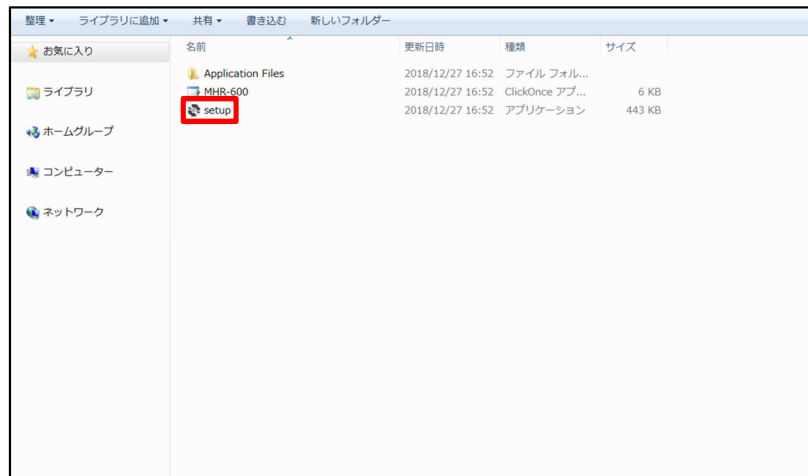 整理 ライブラリに追加 共有 書き込む 新しいフォルダー
お気に入り
ライブラリ
ホームグループ
コンピューター
ネットワーク
名前 更新日時 種類 サイズ
Application Files 2018/12/27 16:52 ファイル フォル...
MHR-600 2018/12/27 16:52 ClickOnce アプ... 6 KB
setup 2018/12/27 16:52 アプリケーション 443 KB